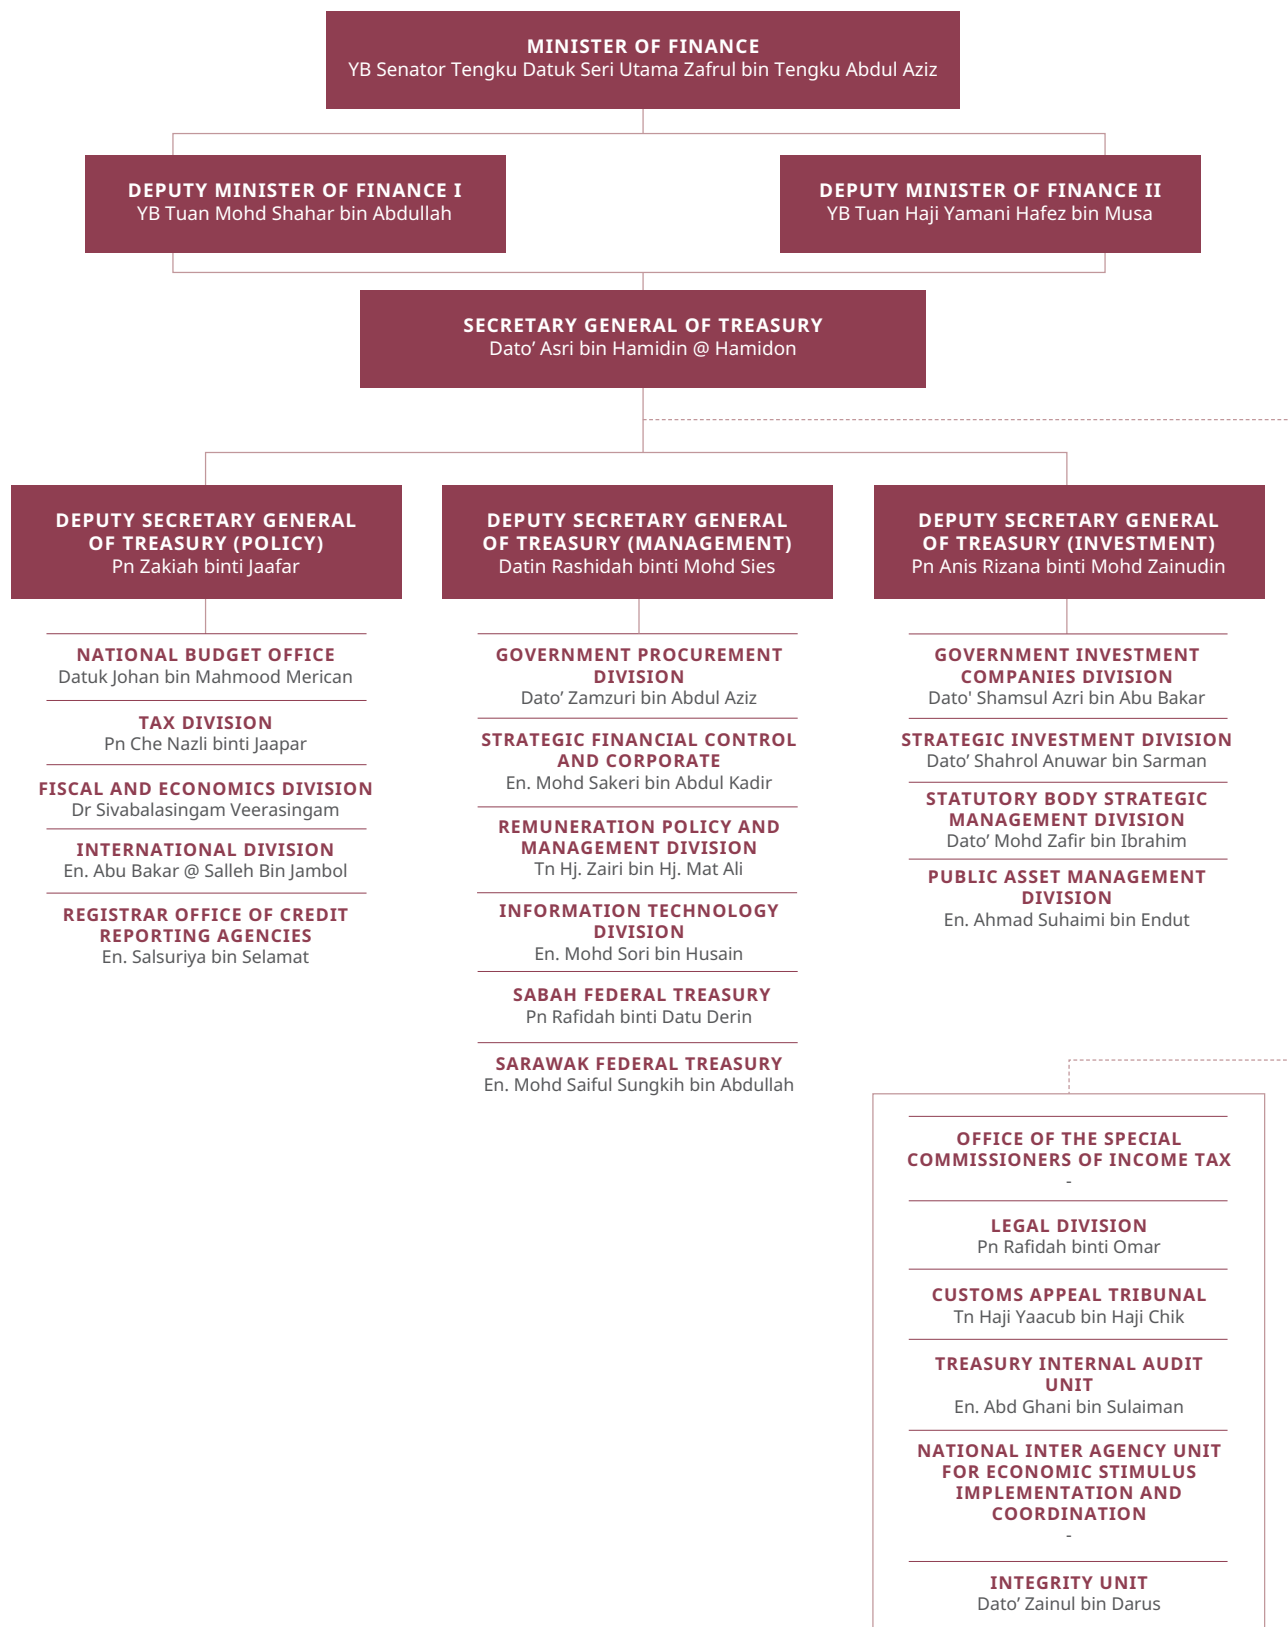 MINISTER OF FINANCE
YB Senator Tengku Datuk Seri Utama Zafrul bin Tengku Abdul Aziz
DEPUTY MINISTER OF FINANCE I
YB Tuan Mohd Shahar bin Abdullah
DEPUTY MINISTER OF FINANCE II
YB Tuan Haji Yamani Hafez bin Musa
SECRETARY GENERAL OF TREASURY
Dato’ Asri bin Hamidin @ Hamidon
DEPUTY SECRETARY GENERAL
OF TREASURY (POLICY)
Pn Zakiah binti Jaafar
NATIONAL BUDGET OFFICE
Datuk Johan bin Mahmood Merican
TAX DIVISION
Pn Che Nazli binti Jaapar
FISCAL AND ECONOMICS DIVISION
Dr Sivabalasingam Veerasingam
INTERNATIONAL DIVISION
En. Abu Bakar @ Salleh Bin Jambol
REGISTRAR OFFICE OF CREDIT
REPORTING AGENCIES
En. Salsuriya bin Selamat
DEPUTY SECRETARY GENERAL
OF TREASURY (MANAGEMENT)
Datin Rashidah binti Mohd Sies
GOVERNMENT PROCUREMENT
DIVISION
Dato’ Zamzuri bin Abdul Aziz
STRATEGIC FINANCIAL CONTROL
AND CORPORATE
En. Mohd Sakeri bin Abdul Kadir
REMUNERATION POLICY AND
MANAGEMENT DIVISION
Tn Hj. Zairi bin Hj. Mat Ali
INFORMATION TECHNOLOGY
DIVISION
En. Mohd Sori bin Husain
SABAH FEDERAL TREASURY
Pn Rafidah binti Datu Derin
SARAWAK FEDERAL TREASURY
En. Mohd Saiful Sungkih bin Abdullah
DEPUTY SECRETARY GENERAL
OF TREASURY (INVESTMENT)
Pn Anis Rizana binti Mohd Zainudin
GOVERNMENT INVESTMENT
COMPANIES DIVISION
Dato' Shamsul Azri bin Abu Bakar
STRATEGIC INVESTMENT DIVISION
Dato’ Shahrol Anuwar bin Sarman
STATUTORY BODY STRATEGIC
MANAGEMENT DIVISION
Dato’ Mohd Zafir bin Ibrahim
PUBLIC ASSET MANAGEMENT
DIVISION
En. Ahmad Suhaimi bin Endut
OFFICE OF THE SPECIAL
COMMISSIONERS OF INCOME TAX
-
LEGAL DIVISION
Pn Rafidah binti Omar
CUSTOMS APPEAL TRIBUNAL
Tn Haji Yaacub bin Haji Chik
TREASURY INTERNAL AUDIT
UNIT
En. Abd Ghani bin Sulaiman
NATIONAL INTER AGENCY UNIT
FOR ECONOMIC STIMULUS
IMPLEMENTATION AND
COORDINATION
-
INTEGRITY UNIT
Dato’ Zainul bin Darus